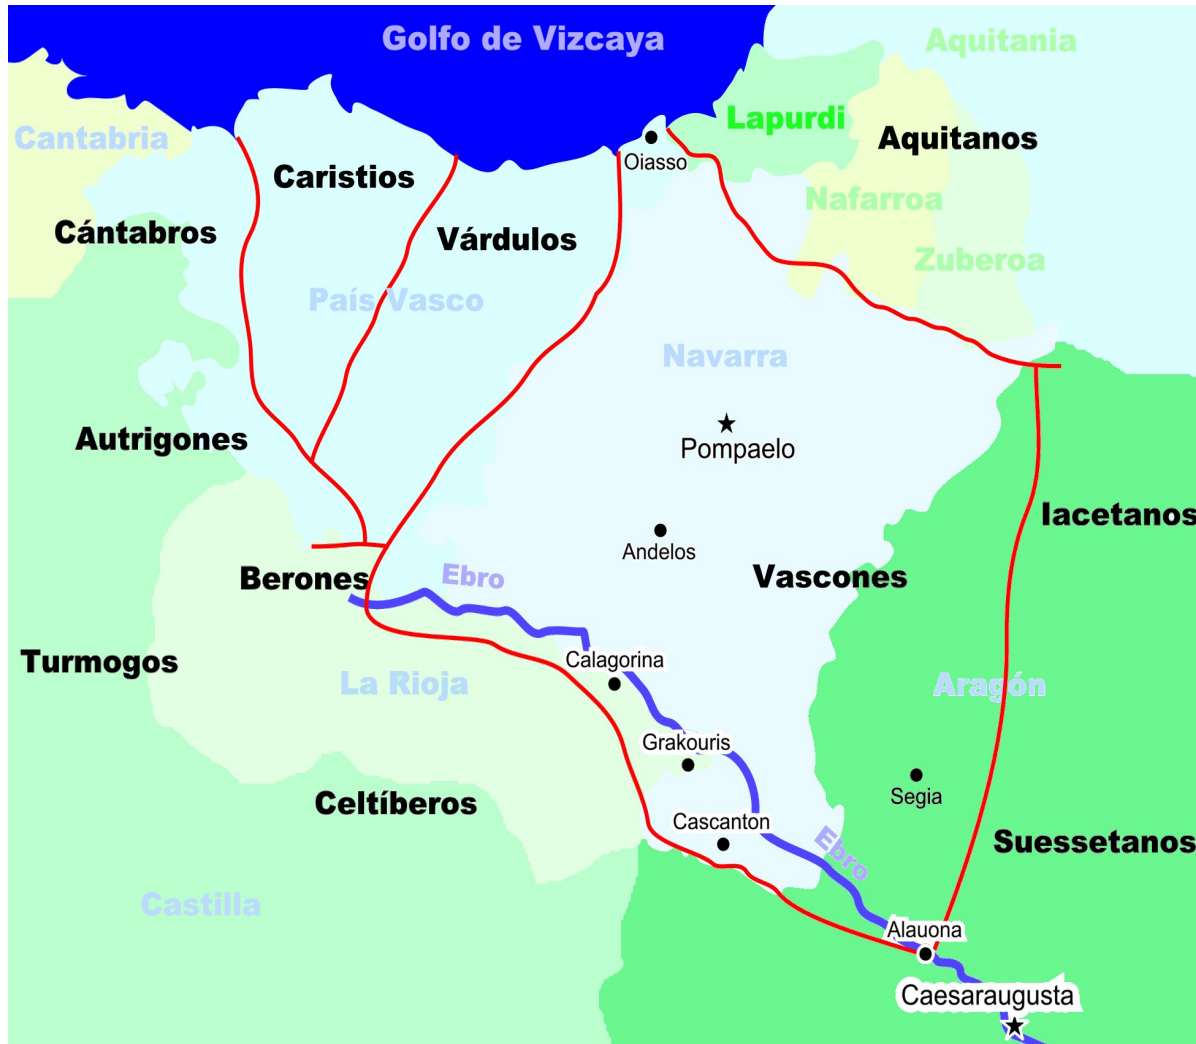 Golfo de Vizcaya
Aquitania
Lapurdi
Cantabria
Aquitanos
Oiasso
Caristios
Nafarroa
Cántabros
Várdulos
Zuberoa
País Vasco
Navarra
Autrigones
Pompaelo
Iacetanos
Andelos
Berones
Ebro
Vascones
Turmogos
Calagorina
La Rioja
Aragón
Grakouris
Segia
Celtíberos
Cascanton
Suessetanos
Ebro
Castilla
Alauona
Caesaraugusta